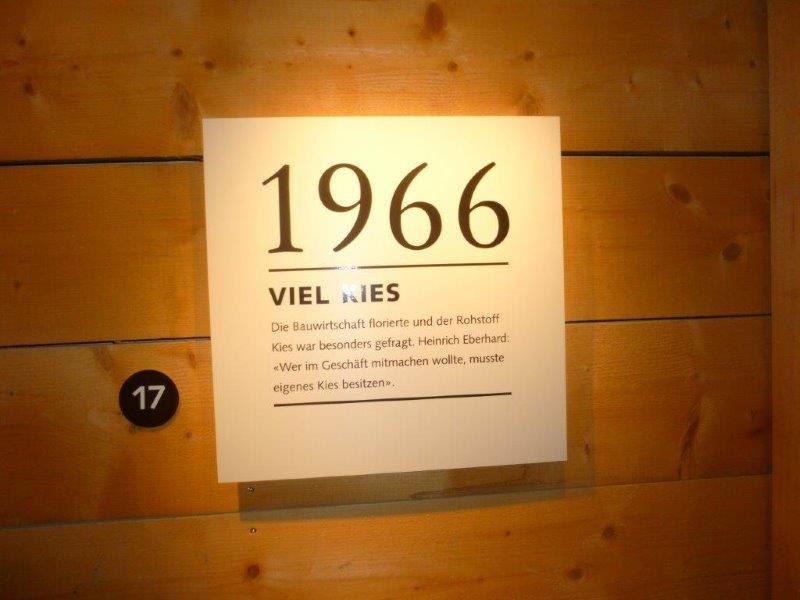 1966
VIEL KIES
Die Bauwirtschaft florierte und der Rohstoff
Kies war besonders gefragt. Heinrich Eberhard:
«Wer im Geschäft mitmachen wollte, musste
eigenes Kies besitzen».
17